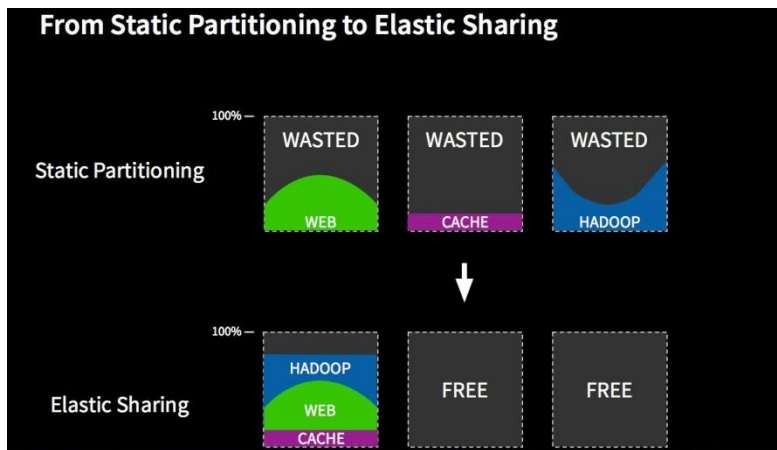 From Static Partitioning to Elastic Sharing
100%
WASTED
WASTED
WASTED
Static Partitioning
WEB
CACHE
HADOOP
100%
HADOOP
FREE
FREE
Elastic Sharing
WEB
CACHE